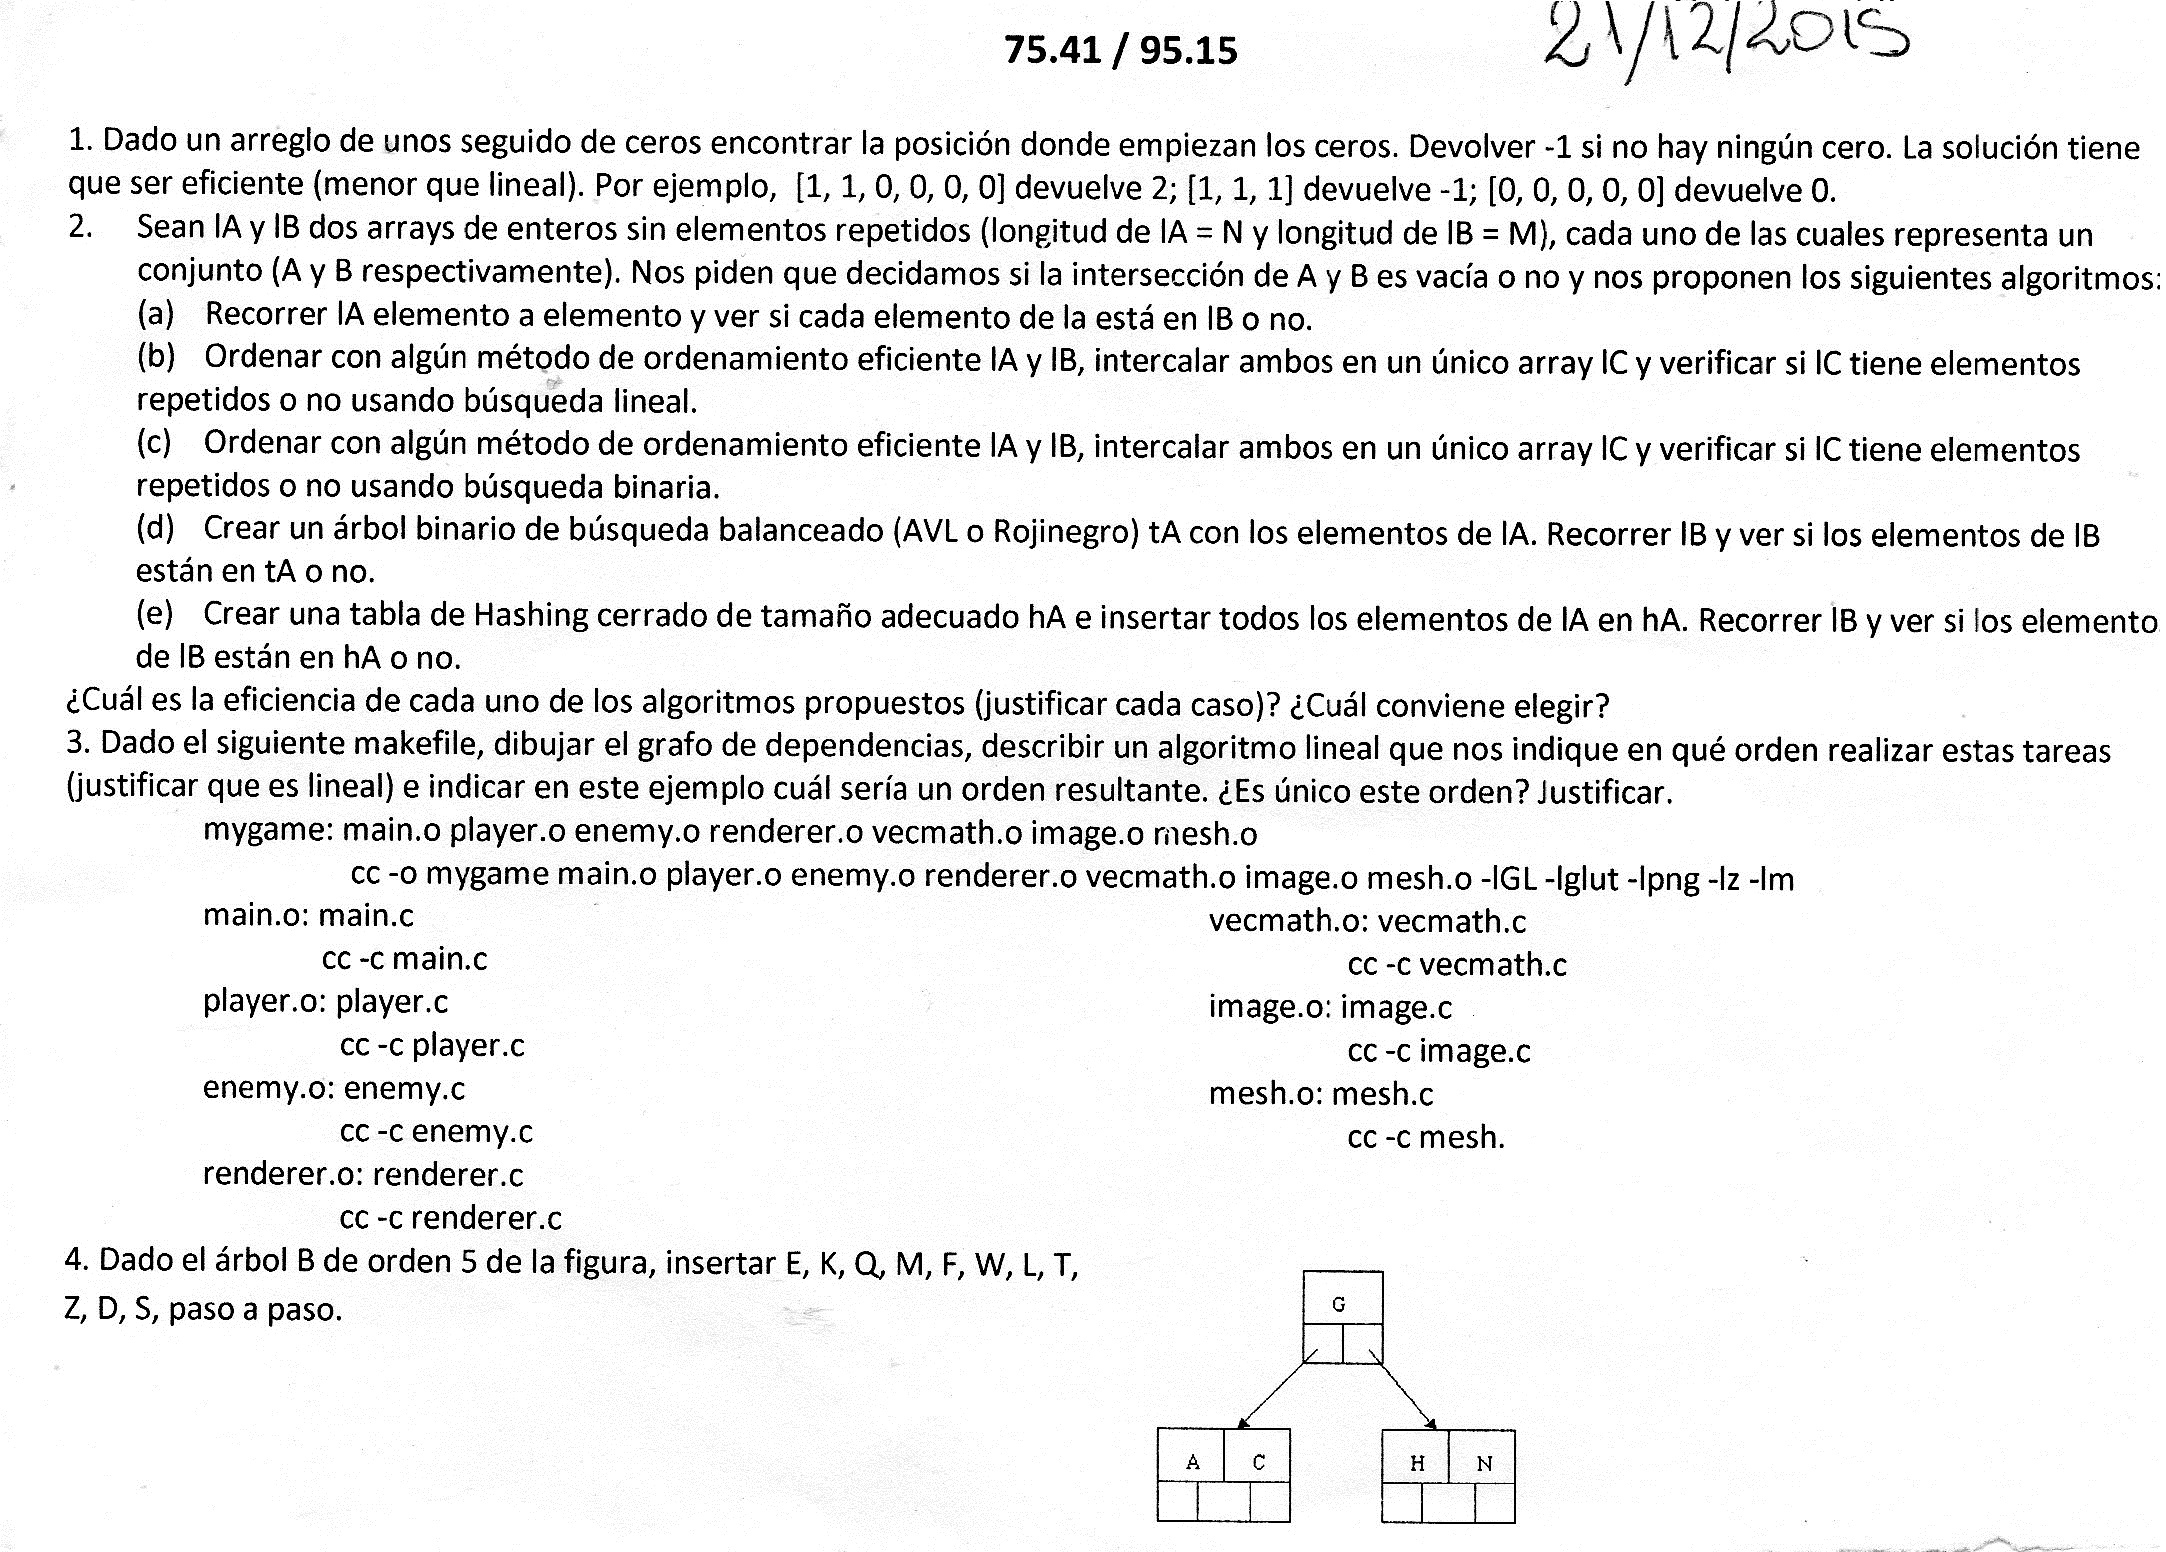 21/12/2015
75.41 / 95.15
1. Dado un arreglo de unos seguido de ceros encontrar la posición donde empiezan los ceros. Devolver -1 si no hay ningún cero. La solución tiene
que ser eficiente (menor que lineal). Por ejemplo, [1, 1, 0, 0, 0, 0] devuelve 2; [1, 1, 1] devuelve -1; [0, 0, 0, 0, 0] devuelve 0.
2. Sean lA y lB dos arrays de enteros sin elementos repetidos (longitud de lA = N y longitud de lB = M), cada uno de las cuales representa un
conjunto (A y B respectivamente). Nos piden que decidamos si la intersección de A y B es vacía o no y nos proponen los siguientes algoritmos:
(a) Recorrer lA elemento a elemento y ver si cada elemento de la está en lB o no.
(b) Ordenar con algún método de ordenamiento eficiente lA y lB, intercalar ambos en un único array lC y verificar si lC tiene elementos
repetidos o no usando búsqueda lineal.
(c) Ordenar con algún método de ordenamiento eficiente lA y lB, intercalar ambos en un único array lC y verificar si lC tiene elementos
repetidos o no usando búsqueda binaria.
(d) Crear un árbol binario de búsqueda balanceado (AVL o Rojinegro) tA con los elementos de lA. Recorrer lB y ver si los elementos de lB
están en tA o no.
(e) Crear una tabla de Hashing cerrado de tamaño adecuado hA e insertar todos los elementos de lA en hA. Recorrer lB y ver si los elemento
de lB están en hA o no.
¿Cuál es la eficiencia de cada uno de los algoritmos propuestos (justificar cada caso)? ¿Cuál conviene elegir?
3. Dado el siguiente makefile, dibujar el grafo de dependencias, describir un algoritmo lineal que nos indique en qué orden realizar estas tareas
(justificar que es lineal) e indicar en este ejemplo cuál sería un orden resultante. ¿Es único este orden? Justificar.
mygame: main.o player.o enemy.o renderer.o vecmath.o image.o mesh.o
cc -o mygame main.o player.o enemy.o renderer.o vecmath.o image.o mesh.o -lGL -lglut -lpng -lz -lm
main.o: main.c
cc -c main.c
player.o: player.c
cc -c player.c
enemy.o: enemy.c
cc -c enemy.c
renderer.o: renderer.c
cc -c renderer.c
vecmath.o: vecmath.c
cc -c vecmath.c
image.o: image.c
cc -c image.c
mesh.o: mesh.c
cc -c mesh.
4. Dado el árbol B de orden 5 de la figura, insertar E, K, Q, M, F, W, L, T,
Z, D, S, paso a paso.
G
A C
H N